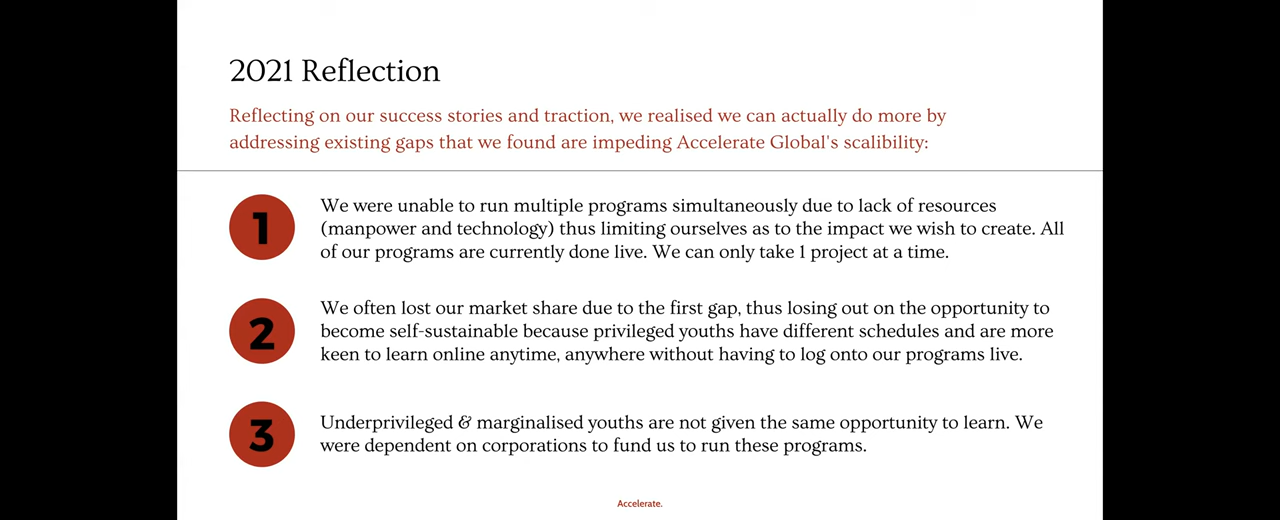 2021 Reflection
Reflecting on our success stories and traction, we realised we can actually do more by
addressing existing gaps that we found are impeding Accelerate Global's scalibility:
1
We were unable to run multiple programs simultaneously due to lack of resources
(manpower and technology) thus limiting ourselves as to the impact we wish to create. All
of our programs are currently done live. We can only take 1 project at a time.
2
We often lost our market share due to the first gap, thus losing out on the opportunity to
become self-sustainable because privileged youths have different schedules and are more
keen to learn online anytime, anywhere without having to log onto our programs live.
3
Underprivileged & marginalised youths are not given the same opportunity to learn. We
were dependent on corporations to fund us to run these programs.
Accelerate.